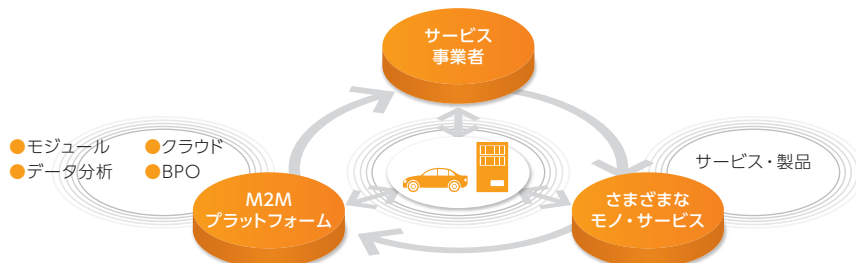 サービス
事業者
●モジュール ●クラウド
●データ分析 ●BPO
サービス・製品
M2M
プラットフォーム
さまざまな
モノ・サービス